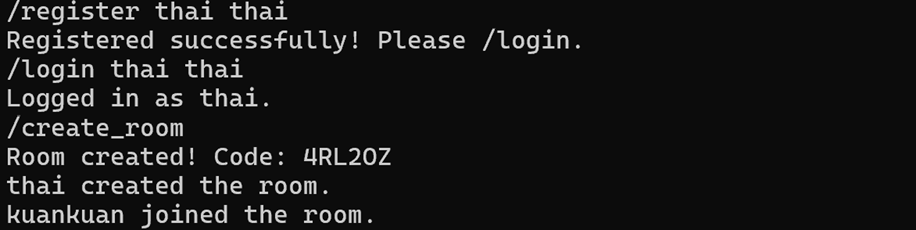 /register thai thai
Registered successfully! Please /login.
/login thai thai
Logged in as thai.
/create_room
Room created! Code: 4RL2OZ
thai created the room.
kuankuan joined the room.